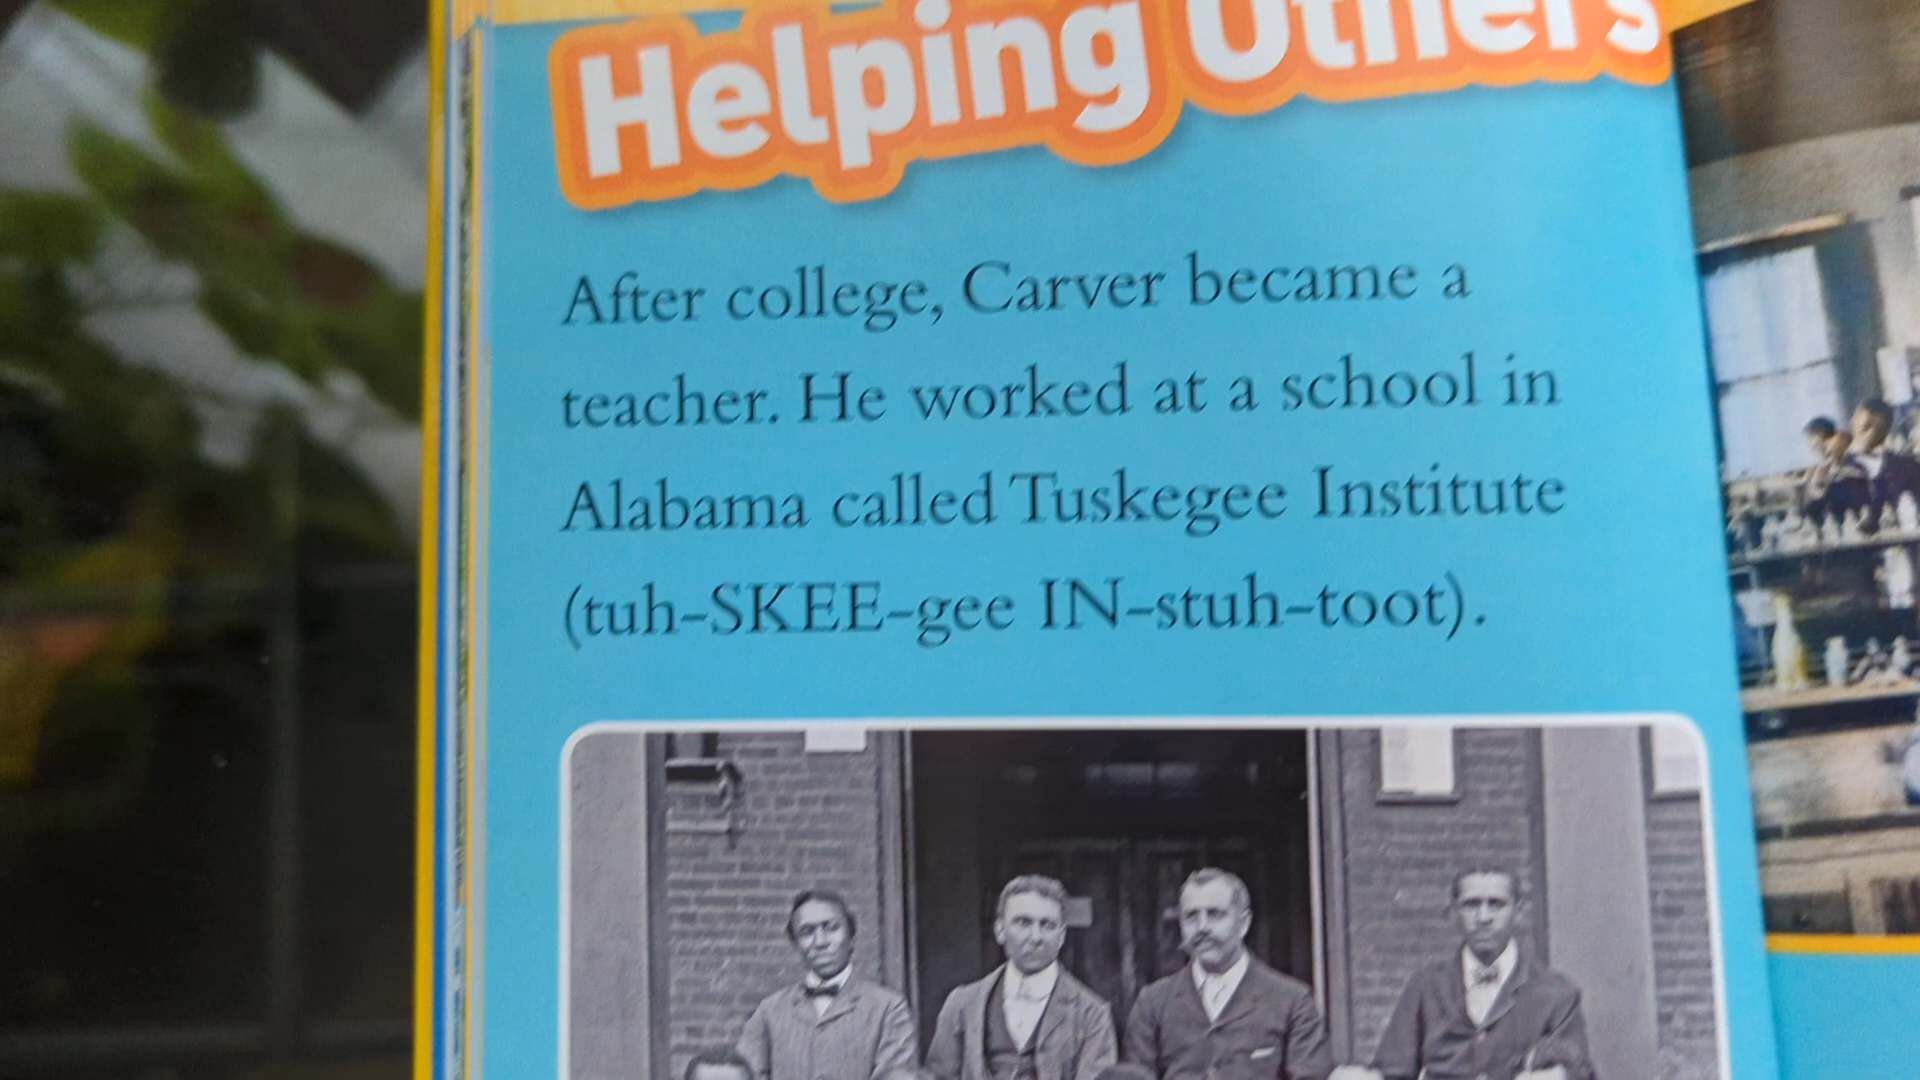 Helping Others
After college, Carver became a
teacher. He worked at a school in
Alabama called Tuskegee Institute
(tuh-SKEE-gee IN-stuh-toot).